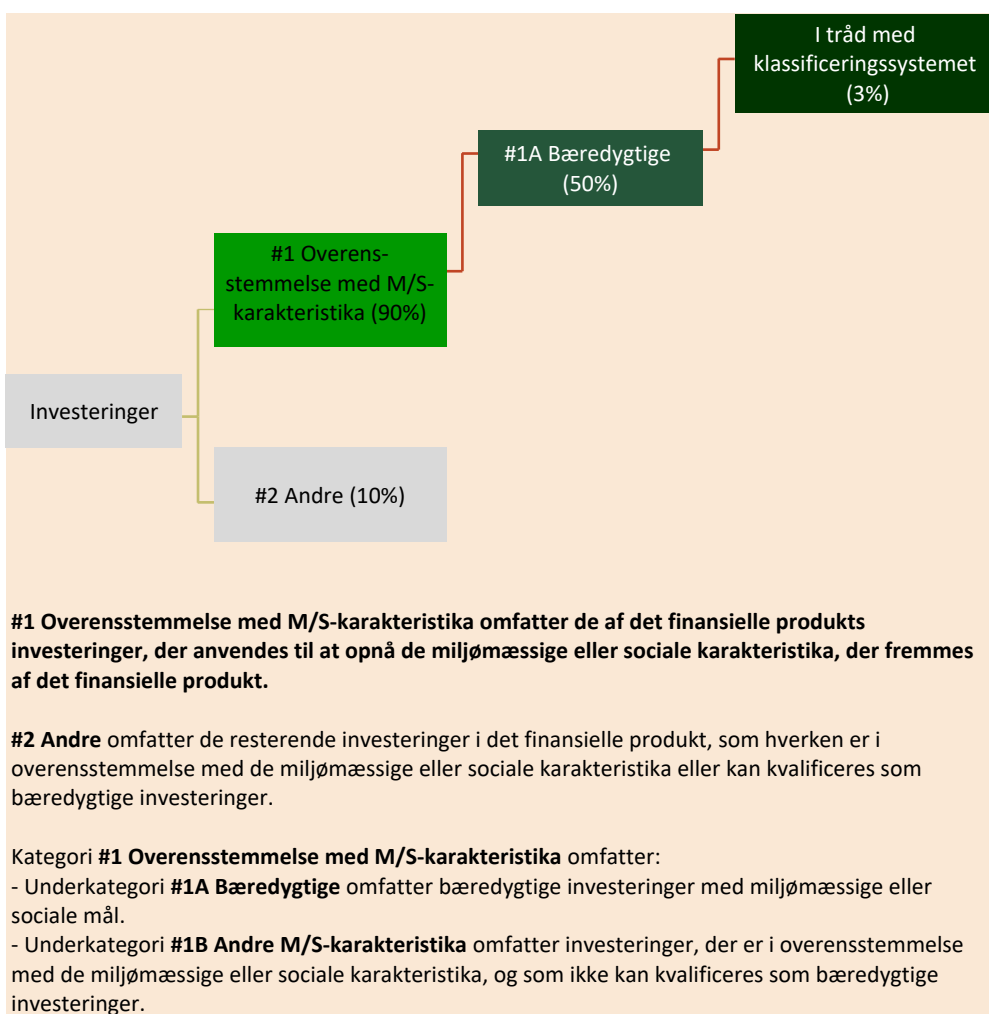 I tråd med
klassificeringssystemet
(3%)
#1A Bæredygtige
(50%)
#1 Overens-
stemmelse med M/S-
karakteristika (90%)
Investeringer
#2 Andre (10%)
#1 Overensstemmelse med M/S-karakteristika omfatter de af det finansielle produkts
investeringer, der anvendes til at opnå de miljømæssige eller sociale karakteristika, der fremmes
af det finansielle produkt.
#2 Andre omfatter de resterende investeringer i det finansielle produkt, som hverken er i
overensstemmelse med de miljømæssige eller sociale karakteristika eller kan kvalificeres som
bæredygtige investeringer.
Kategori #1 Overensstemmelse med M/S-karakteristika omfatter:
- Underkategori #1A Bæredygtige omfatter bæredygtige investeringer med miljømæssige eller
sociale mål.
- Underkategori #1B Andre M/S-karakteristika omfatter investeringer, der er i overensstemmelse
med de miljømæssige eller sociale karakteristika, og som ikke kan kvalificeres som bæredygtige
investeringer.